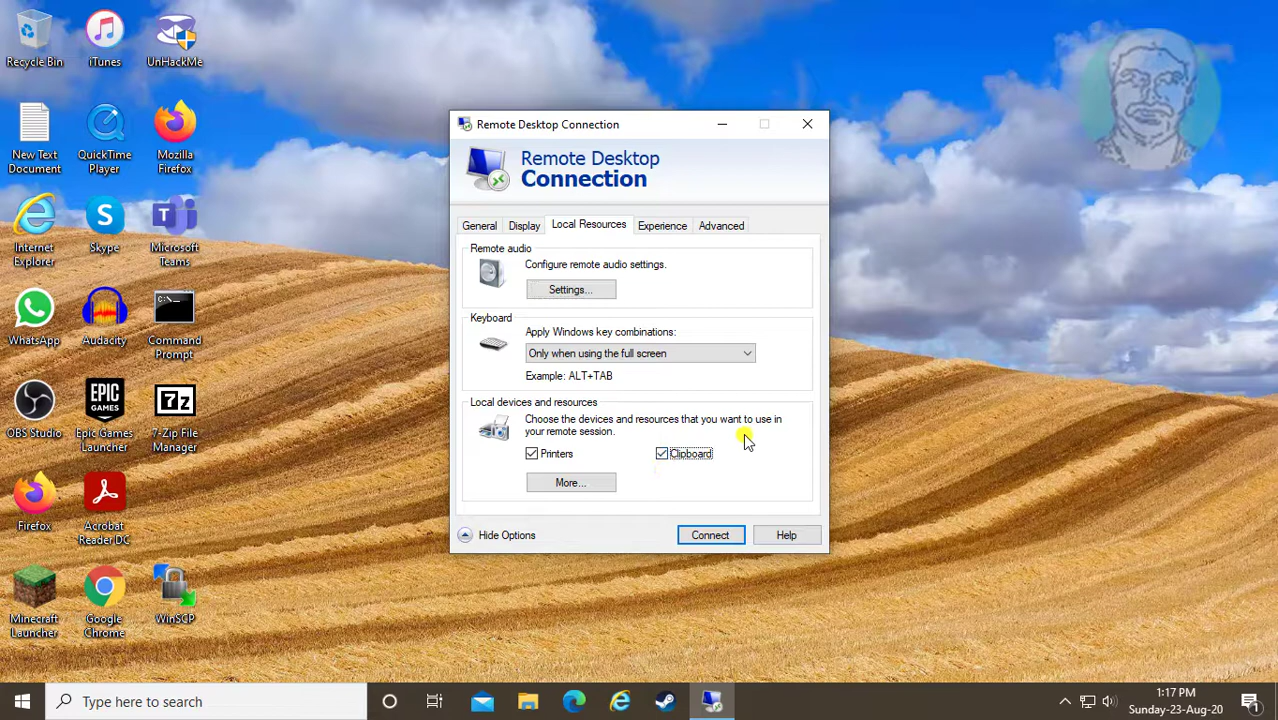 Recycle Bin
iTunes
UnHackMe
New Text
Document
QuickTime
Player
Mozilla
Firefox
Internet
Explorer
Skype
Microsoft
Teams
WhatsApp
Audacity
Command
Prompt
OBS Studio
EPIC
GAMES
Epic Games
Launcher
7z
7-Zip File
Manager
Firefox
Acrobat
Reader DC
Minecraft
Launcher
Google
Chrome
WinSCP
Remote Desktop Connection
Remote Desktop
Connection
General
Display
Local Resources
Experience
Advanced
Remote audio
Configure remote audio settings.
Settings...
Keyboard
Apply Windows key combinations:
Only when using the full screen
Example: ALT+TAB
Local devices and resources
Choose the devices and resources that you want to use in
your remote session.
Printers
Clipboard
More...
Hide Options
Connect
Help
Type here to search
1:17 PM
Sunday-23-Aug-20
1